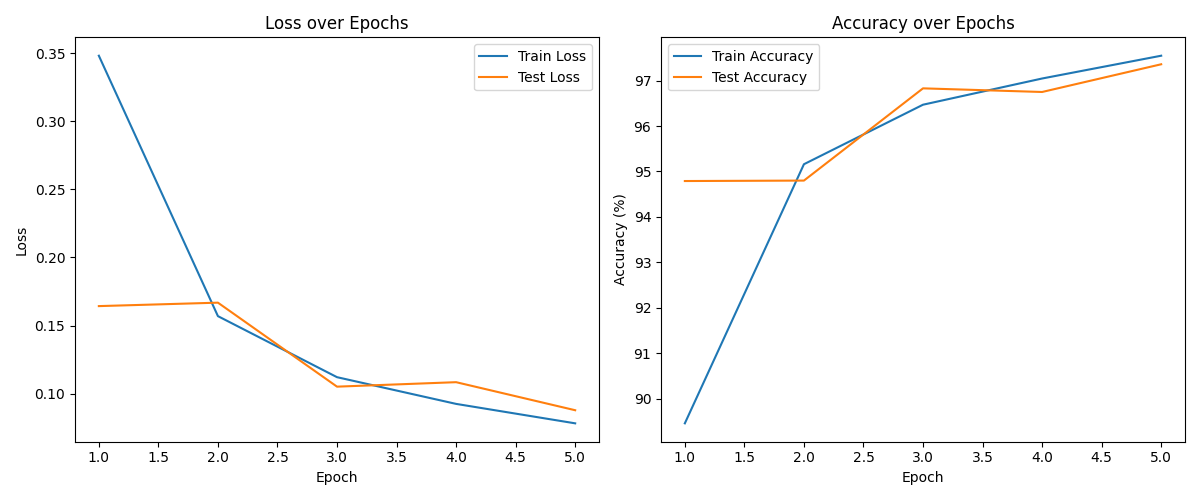 Loss over Epochs
Train Loss
Test Loss
0.35
0.30
0.25
0.20
0.15
0.10
Loss
1.0 1.5 2.0 2.5 3.0 3.5 4.0 4.5 5.0
Epoch
Accuracy over Epochs
Train Accuracy
Test Accuracy
97
96
95
94
93
92
91
90
Accuracy (%)
1.0 1.5 2.0 2.5 3.0 3.5 4.0 4.5 5.0
Epoch